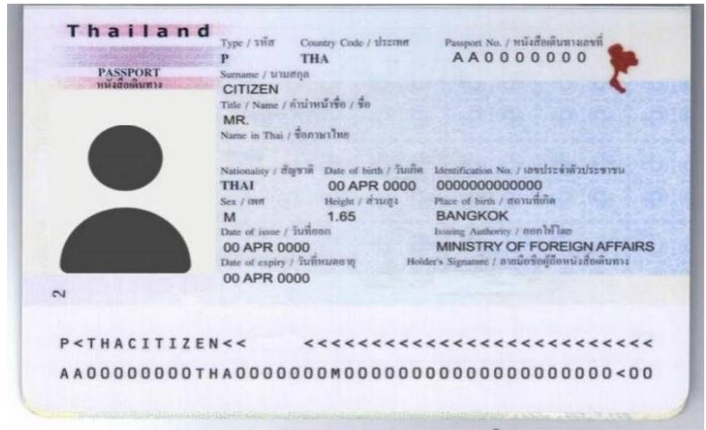 Thailand
PASSPORT
หนังสือเดินทาง
Type / รหัส Country Code / ประเทศ Passport No. / หนังสือเดินทางเลขที่
P THA AA0000000
Surname / นามสกุล
CITIZEN
Title / Name / คำนำหน้าชื่อ / ชื่อ
MR.
Name in Thai / ชื่อภาษาไทย
Nationality / สัญชาติ Date of birth / วันเกิด Identification No. / เลขประจำตัวประชาชน
THAI 00 APR 0000 0000000000000
Sex / เพศ Height / ส่วนสูง Place of birth / สถานที่เกิด
M 1.65 BANGKOK
Date of issue / วันที่ออก Issuing Authority / ออกให้โดย
00 APR 0000 MINISTRY OF FOREIGN AFFAIRS
Date of expiry / วันที่หมดอายุ Holder's Signature / ลายมือชื่อผู้ถือหนังสือเดินทาง
00 APR 0000
2
P<THACITIZEN<< <<<<<<<<<<<<<<<<<<<<<<<<<<
AA00000000THA0000000M00000000000000000000<00